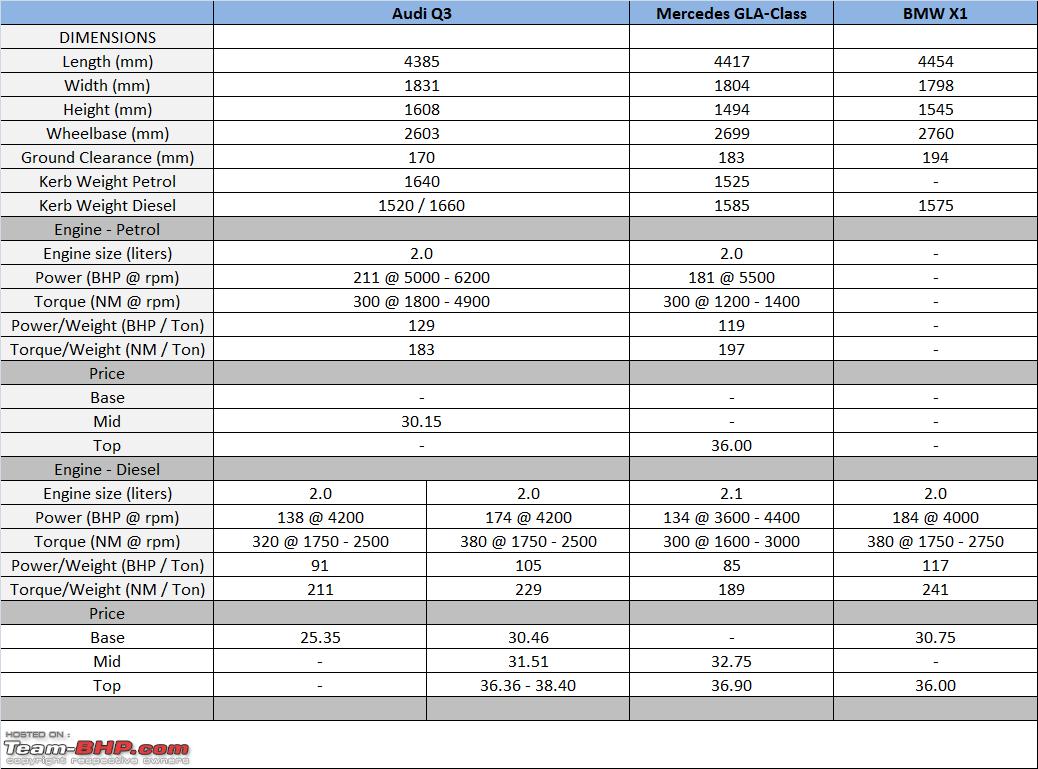 Audi Q3 Mercedes GLA-Class BMW X1
DIMENSIONS
Length (mm) 4385 4417 4454
Width (mm) 1831 1804 1798
Height (mm) 1608 1494 1545
Wheelbase (mm) 2603 2699 2760
Ground Clearance (mm) 170 183 194
Kerb Weight Petrol 1640 1525 -
Kerb Weight Diesel 1520 / 1660 1585 1575
Engine - Petrol
Engine size (liters) 2.0 2.0 -
Power (BHP @ rpm) 211 @ 5000 - 6200 181 @ 5500 -
Torque (NM @ rpm) 300 @ 1800 - 4900 300 @ 1200 - 1400 -
Power/Weight (BHP / Ton) 129 119 -
Torque/Weight (NM / Ton) 183 197 -
Price
Base - - -
Mid 30.15 - -
Top - 36.00 -
Engine - Diesel
Engine size (liters) 2.0 2.0 2.1 2.0
Power (BHP @ rpm) 138 @ 4200 174 @ 4200 134 @ 3600 - 4400 184 @ 4000
Torque (NM @ rpm) 320 @ 1750 - 2500 380 @ 1750 - 2500 300 @ 1600 - 3000 380 @ 1750 - 2750
Power/Weight (BHP / Ton) 91 105 85 117
Torque/Weight (NM / Ton) 211 229 189 241
Price
Base 25.35 30.46 - 30.75
Mid - 31.51 32.75 -
Top - 36.36 - 38.40 36.90 36.00
HOSTED ON :
Team-BHP.com
copyright respective owners